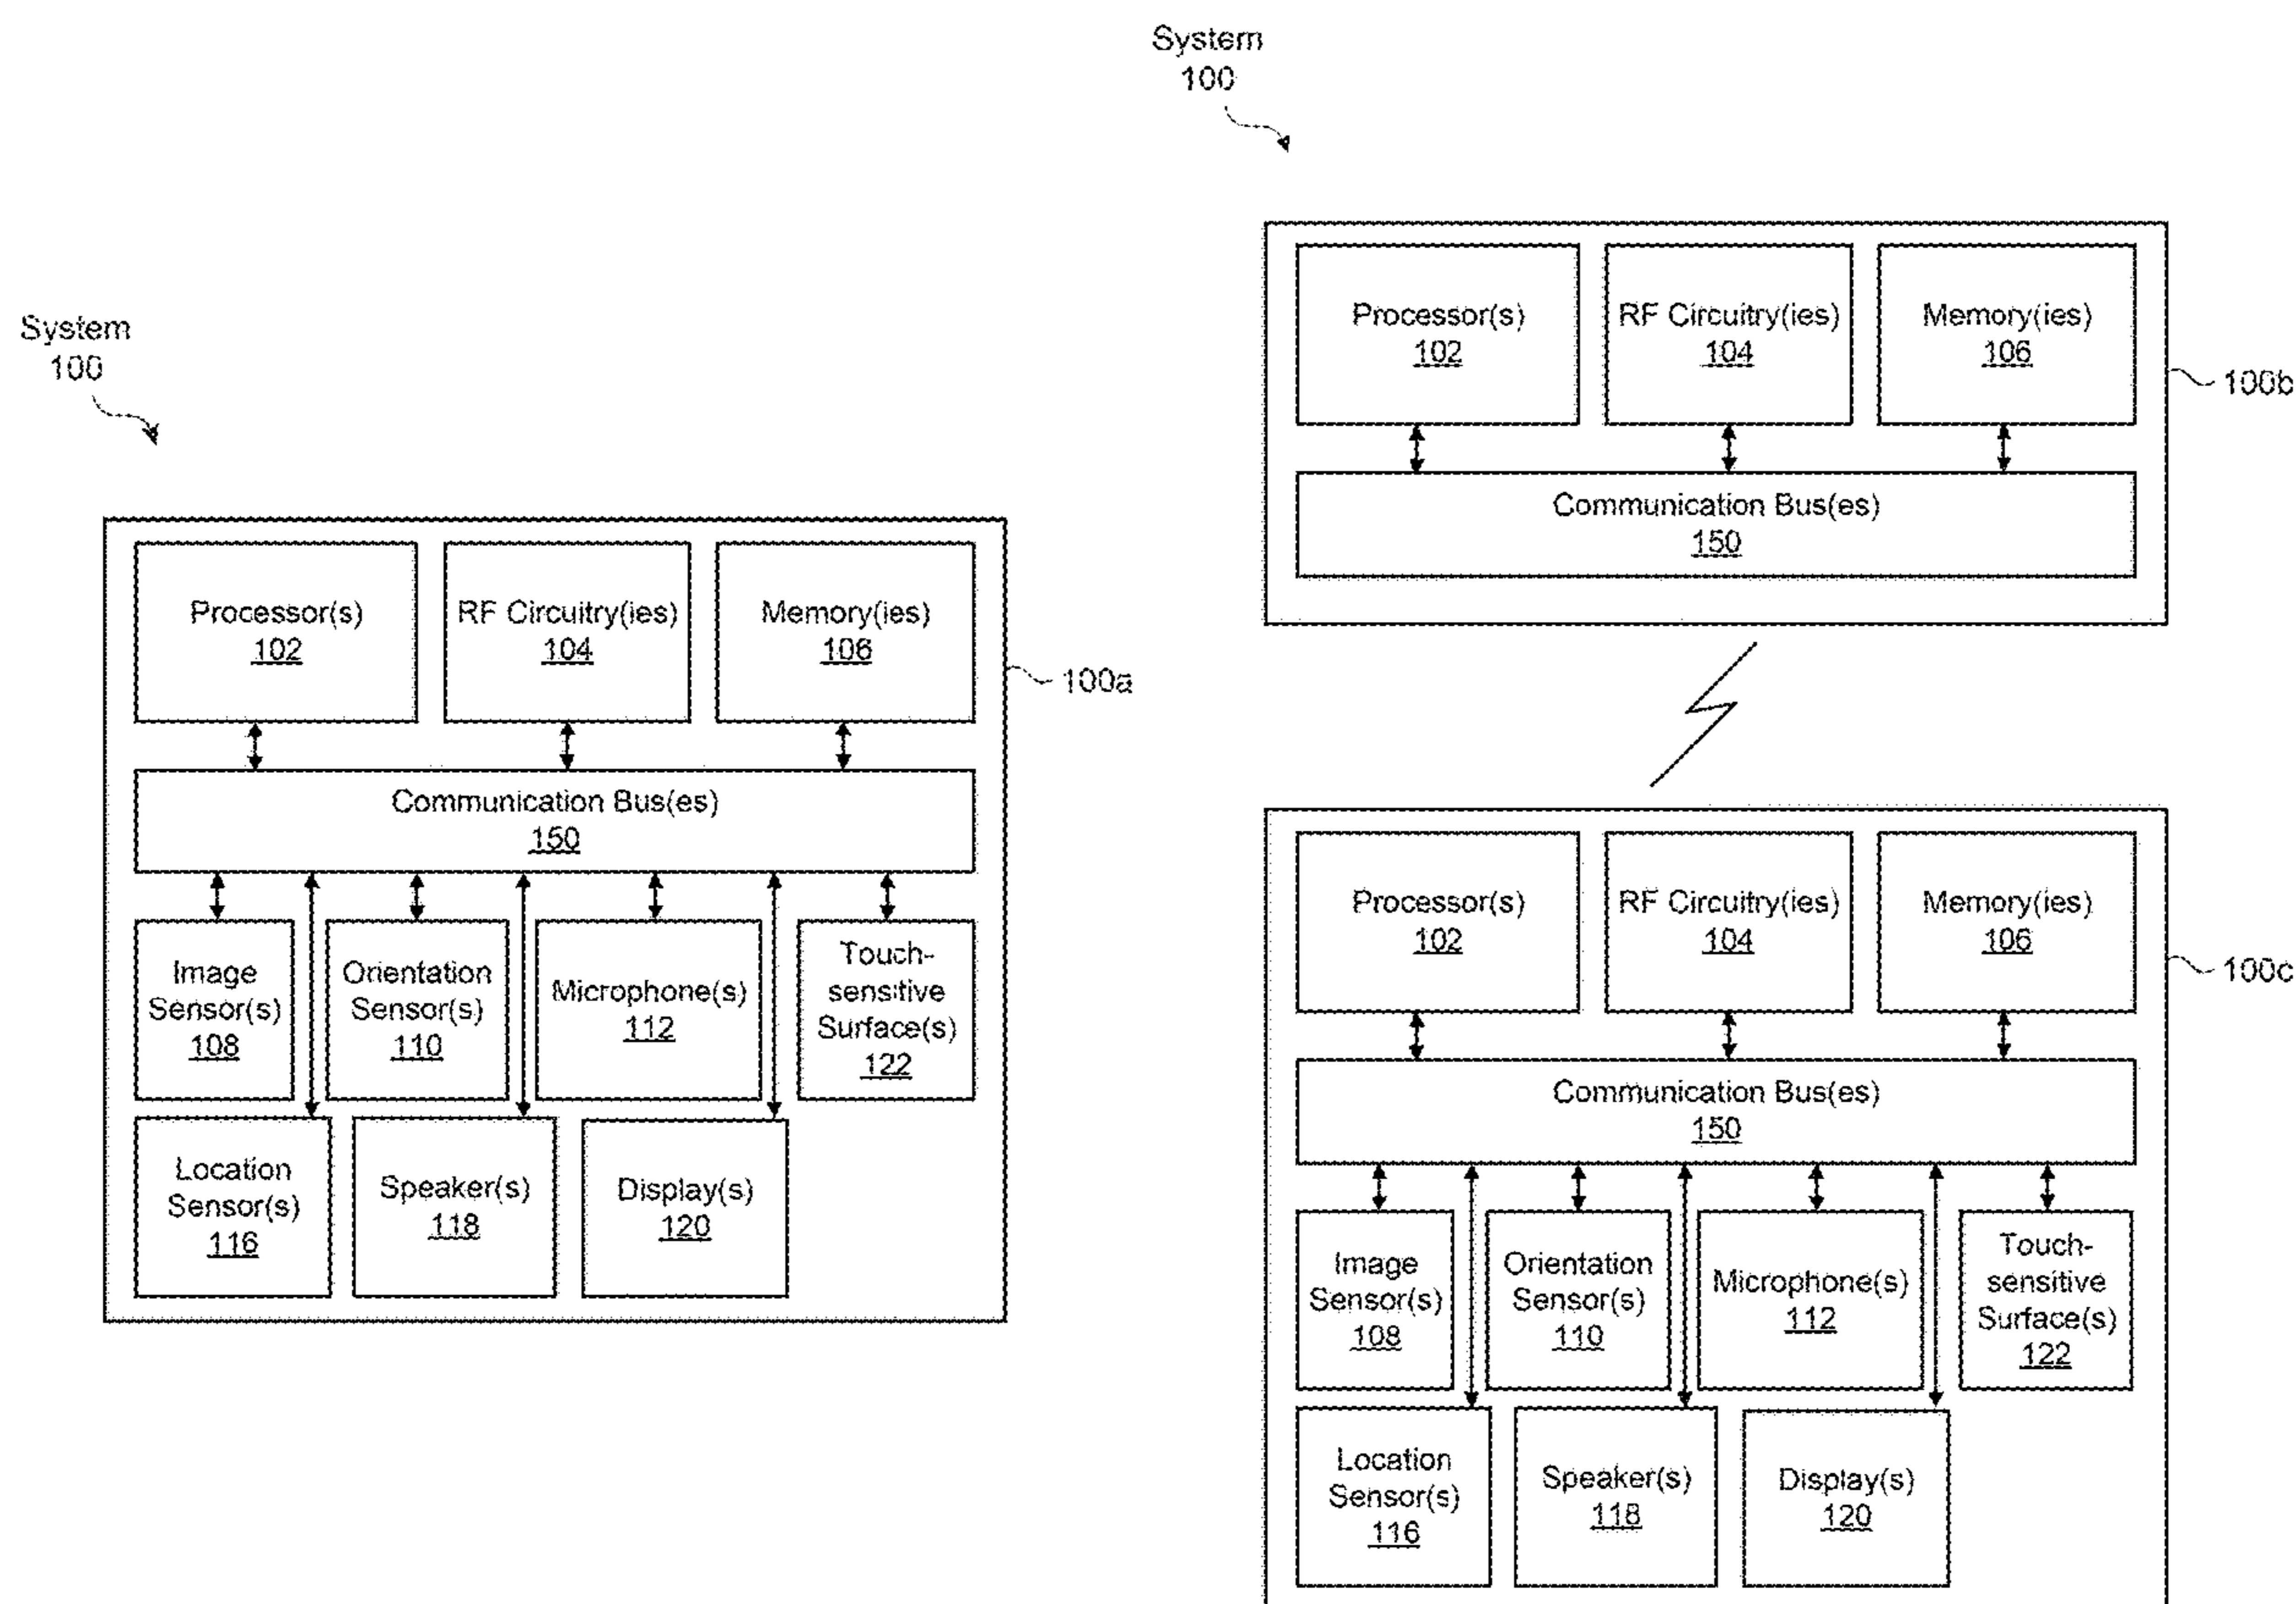 System
100
Processor(s)
102
RF Circuitry(ies)
104
Memory(ies)
106
100a
Communication Bus(es)
150
Image
Sensor(s)
108
Orientation
Sensor(s)
110
Microphone(s)
112
Touch-
sensitive
Surface(s)
122
Location
Sensor(s)
116
Speaker(s)
118
Display(s)
120
System
100
Processor(s)
102
RF Circuitry(ies)
104
Memory(ies)
106
100b
Communication Bus(es)
150
Processor(s)
102
RF Circuitry(ies)
104
Memory(ies)
106
100c
Communication Bus(es)
150
Image
Sensor(s)
108
Orientation
Sensor(s)
110
Microphone(s)
112
Touch-
sensitive
Surface(s)
122
Location
Sensor(s)
116
Speaker(s)
118
Display(s)
120